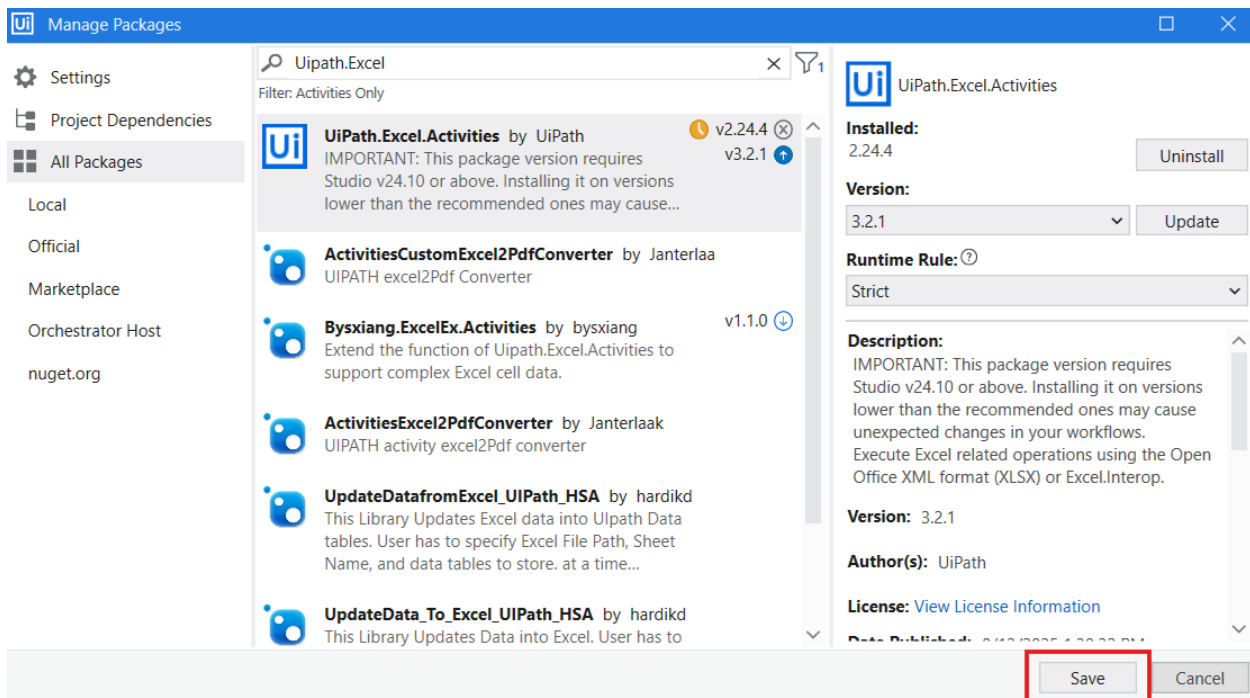 Ui Manage Packages
Settings
Project Dependencies
All Packages
Local
Official
Marketplace
Orchestrator Host
nuget.org
Uipath.Excel
1
Filter: Activities Only
Ui
UiPath.Excel.Activities by UiPath
v2.24.4
IMPORTANT: This package version requires
v3.2.1
Studio v24.10 or above. Installing it on versions
lower than the recommended ones may cause...
ActivitiesCustomExcel2PdfConverter by Janterlaa
UIPATH excel2Pdf Converter
Bysxiang.ExcelEx.Activities by bysxiang
v1.1.0
Extend the function of Uipath.Excel.Activities to
support complex Excel cell data.
ActivitiesExcel2PdfConverter by Janterlaak
UIPATH activity excel2Pdf converter
UpdateDatafromExcel_UIPath_HSA by hardikd
This Library Updates Excel data into UIpath Data
tables. User has to specify Excel File Path, Sheet
Name, and data tables to store. at a time...
UpdateData_To_Excel_UIPath_HSA by hardikd
This Library Updates Data into Excel. User has to
Ui UiPath.Excel.Activities
Installed:
2.24.4
Uninstall
Version:
3.2.1
Update
Runtime Rule: ?
Strict
Description:
IMPORTANT: This package version requires
Studio v24.10 or above. Installing it on versions
lower than the recommended ones may cause
unexpected changes in your workflows.
Execute Excel related operations using the Open
Office XML format (XLSX) or Excel.Interop.
Version: 3.2.1
Author(s): UiPath
License: View License Information
Date Published:
Save
Cancel